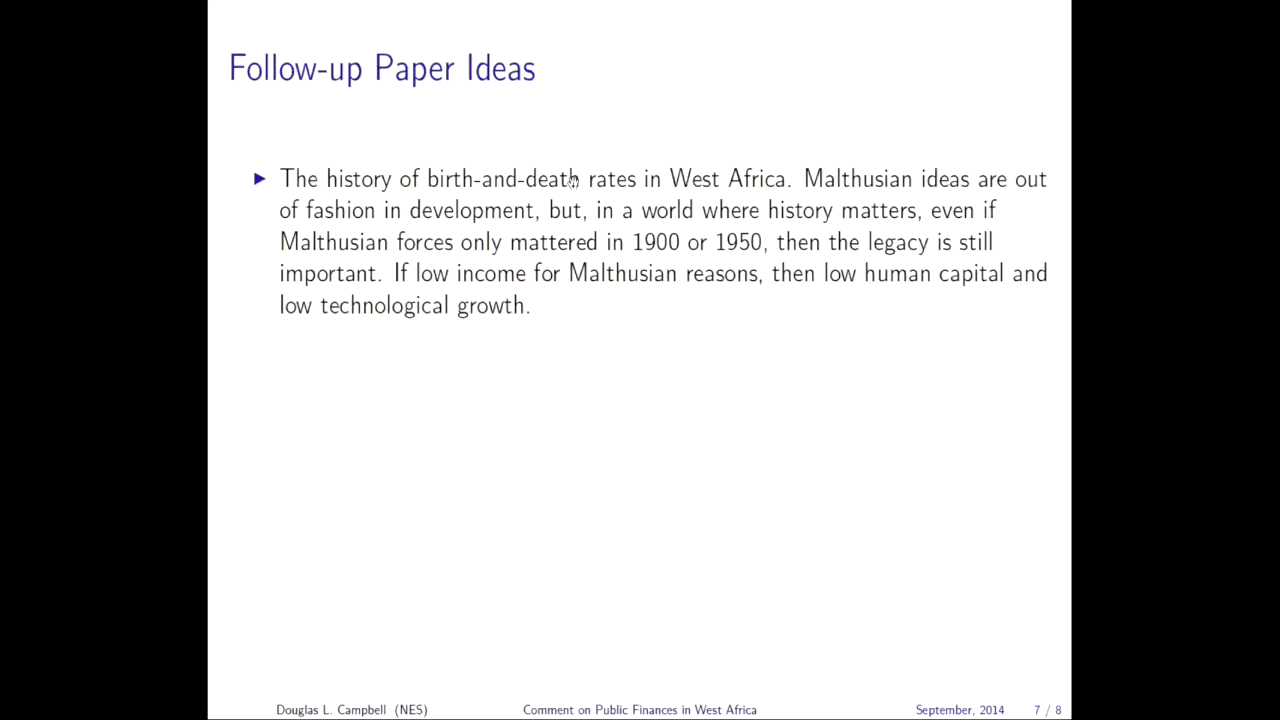 Follow-up Paper Ideas
▶ The history of birth-and-death rates in West Africa. Malthusian ideas are out
of fashion in development, but, in a world where history matters, even if
Malthusian forces only mattered in 1900 or 1950, then the legacy is still
important. If low income for Malthusian reasons, then low human capital and
low technological growth.
Douglas L. Campbell (NES) Comment on Public Finances in West Africa September, 2014 7 / 8